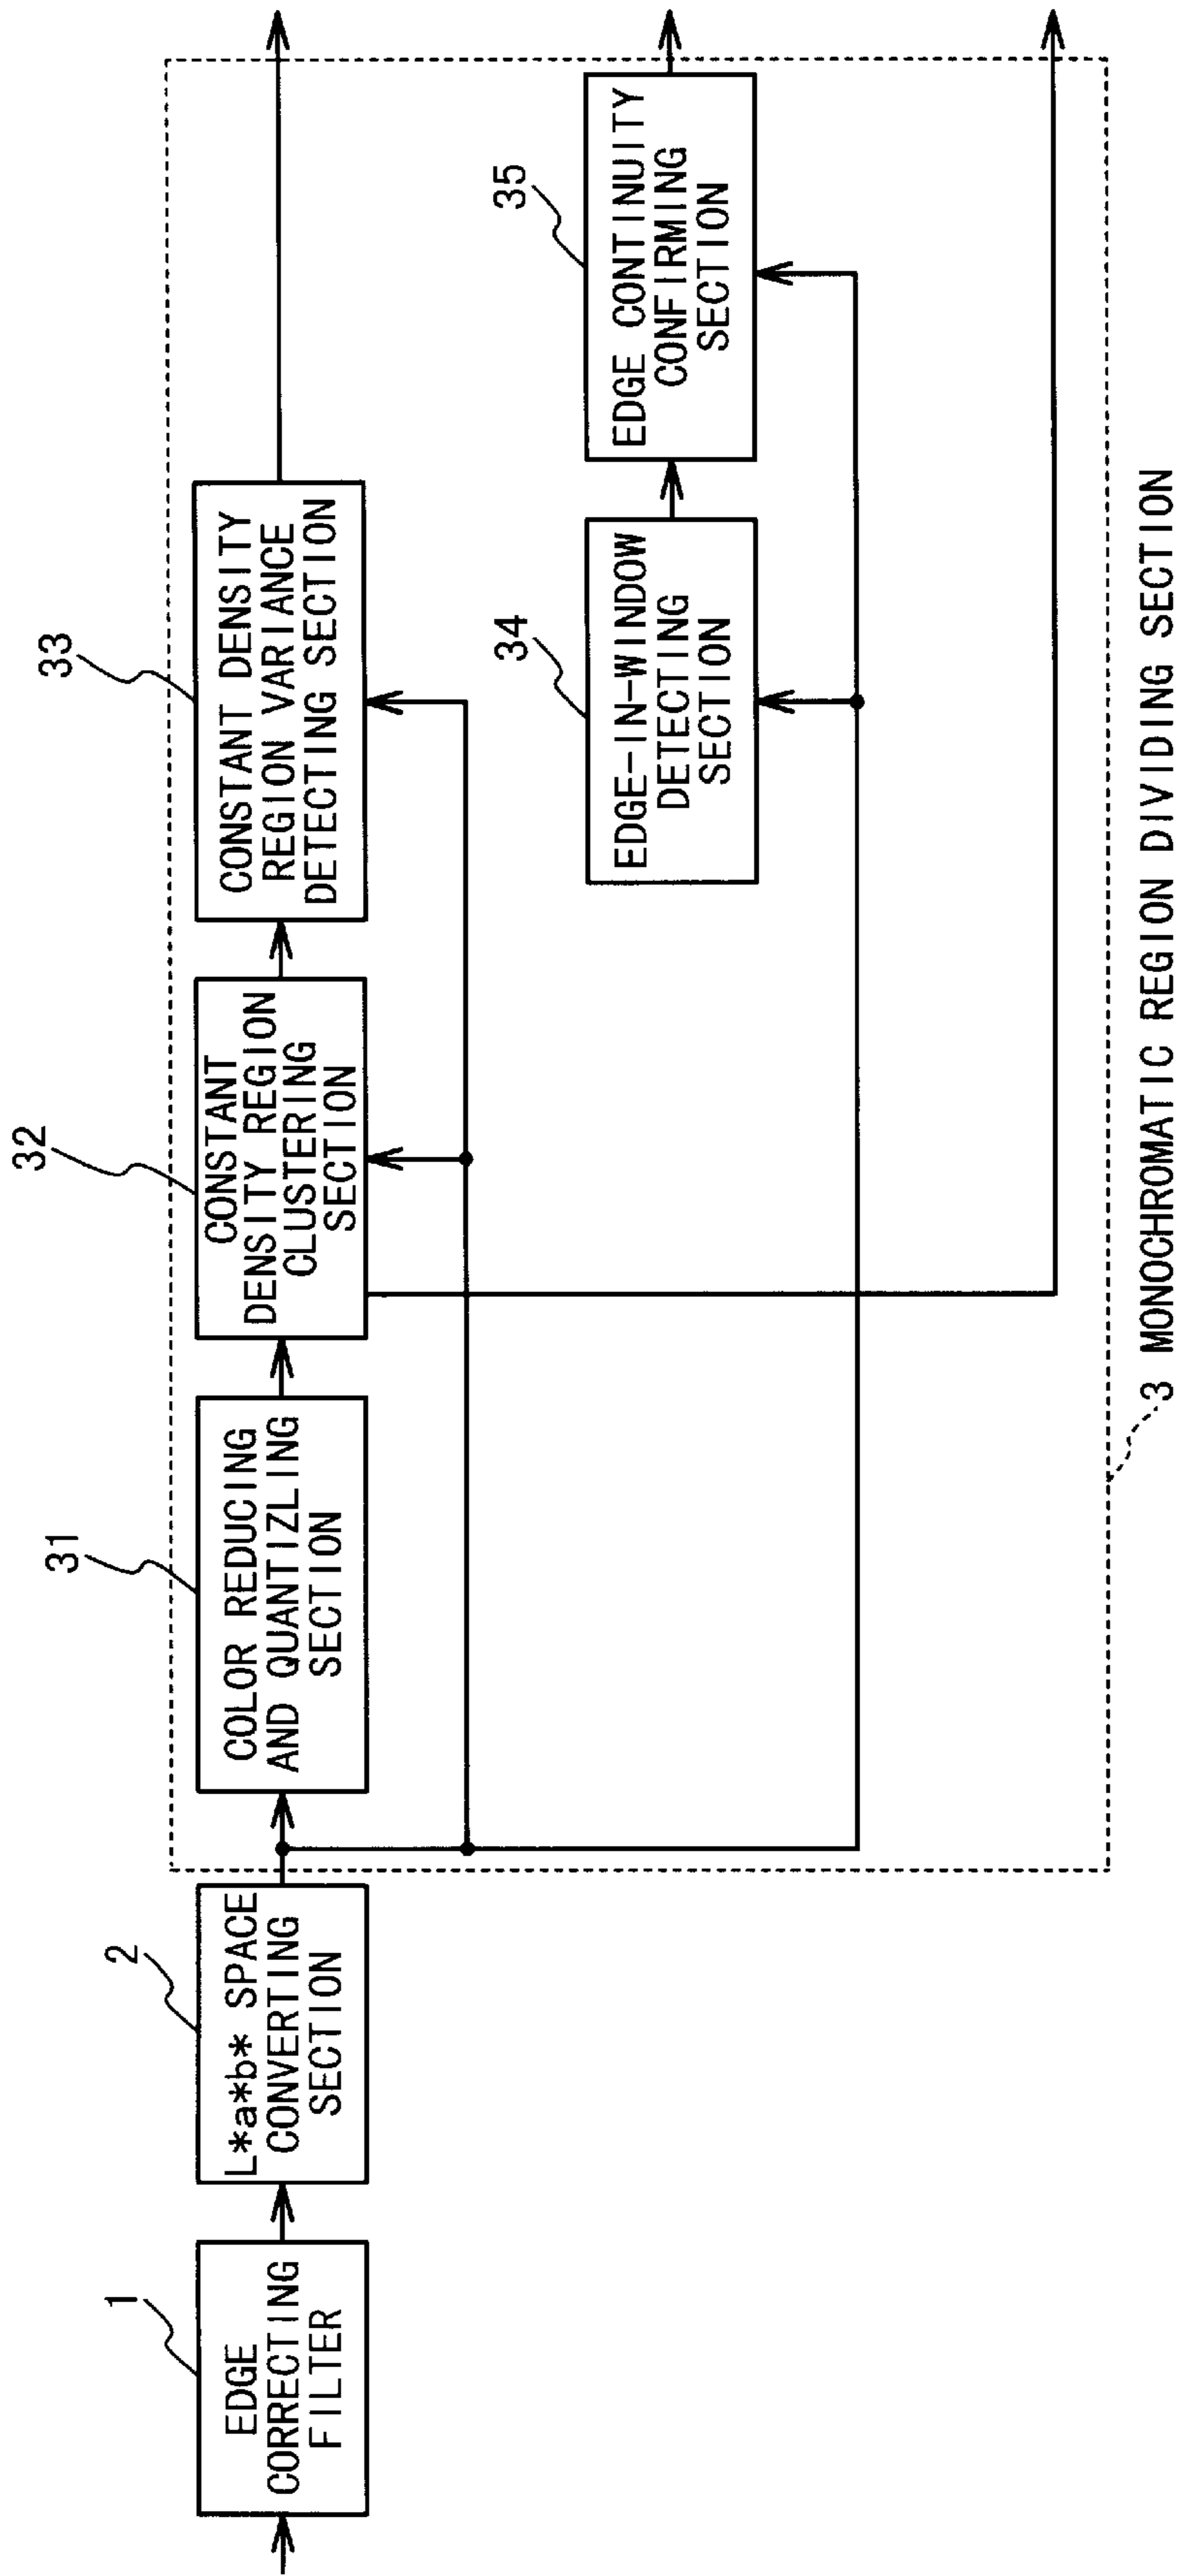 1
EDGE
CORRECTING
FILTER
2
L*a*b* SPACE
CONVERTING
SECTION
31
COLOR REDUCING
AND QUANTIZLING
SECTION
32
CONSTANT
DENSITY REGION
CLUSTERING
SECTION
33
CONSTANT DENSITY
REGION VARIANCE
DETECTING SECTION
34
EDGE-IN-WINDOW
DETECTING
SECTION
35
EDGE CONTINUITY
CONFIRMING
SECTION
3 MONOCHROMATIC REGION DIVIDING SECTION